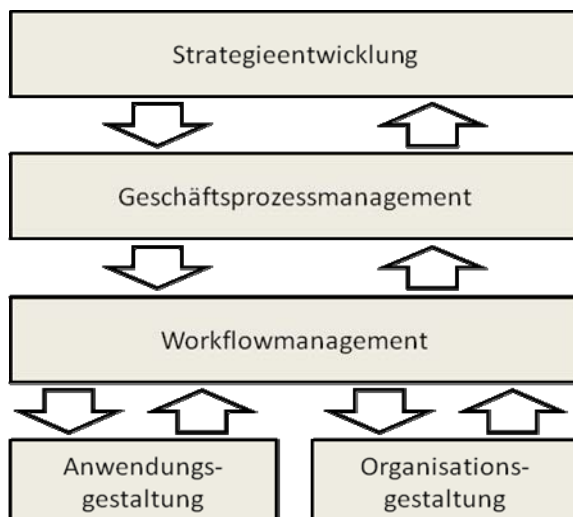 Strategieentwicklung
Geschäftsprozessmanagement
Workflowmanagement
Anwendungs-
gestaltung
Organisations-
gestaltung